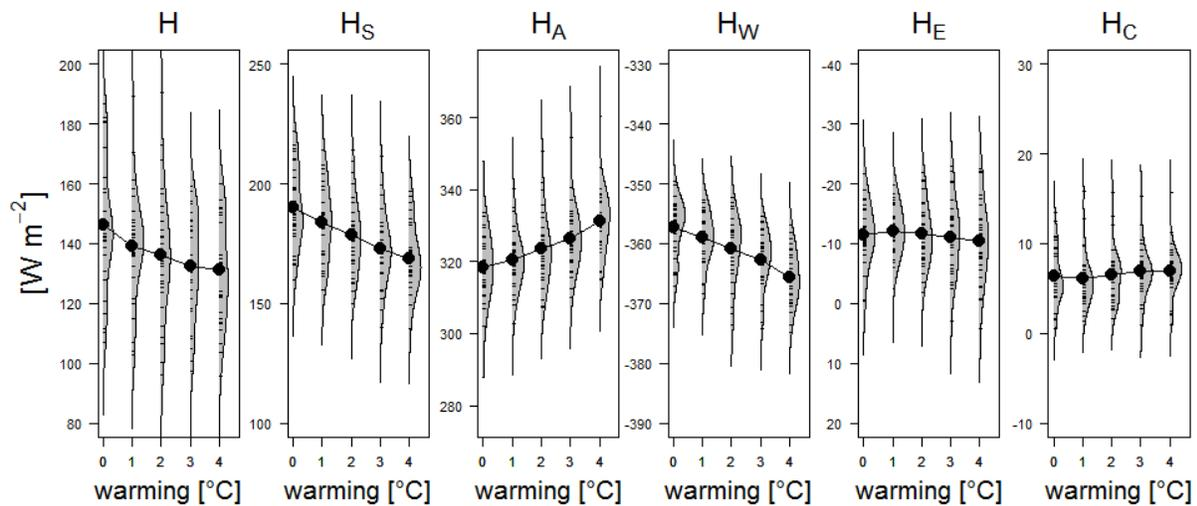 H H_S H_A H_W H_E H_C
[W m⁻²]
200 250 -330 -40 30
180 360 -340 -30 20
160 200 340 -350 -20
140 320 -360 -10 10
120 150 300 -370 0 0
100 -380 10
80 100 280 -390 20 -10
0 1 2 3 4 0 1 2 3 4 0 1 2 3 4 0 1 2 3 4 0 1 2 3 4 0 1 2 3 4
warming [°C] warming [°C] warming [°C] warming [°C] warming [°C] warming [°C]